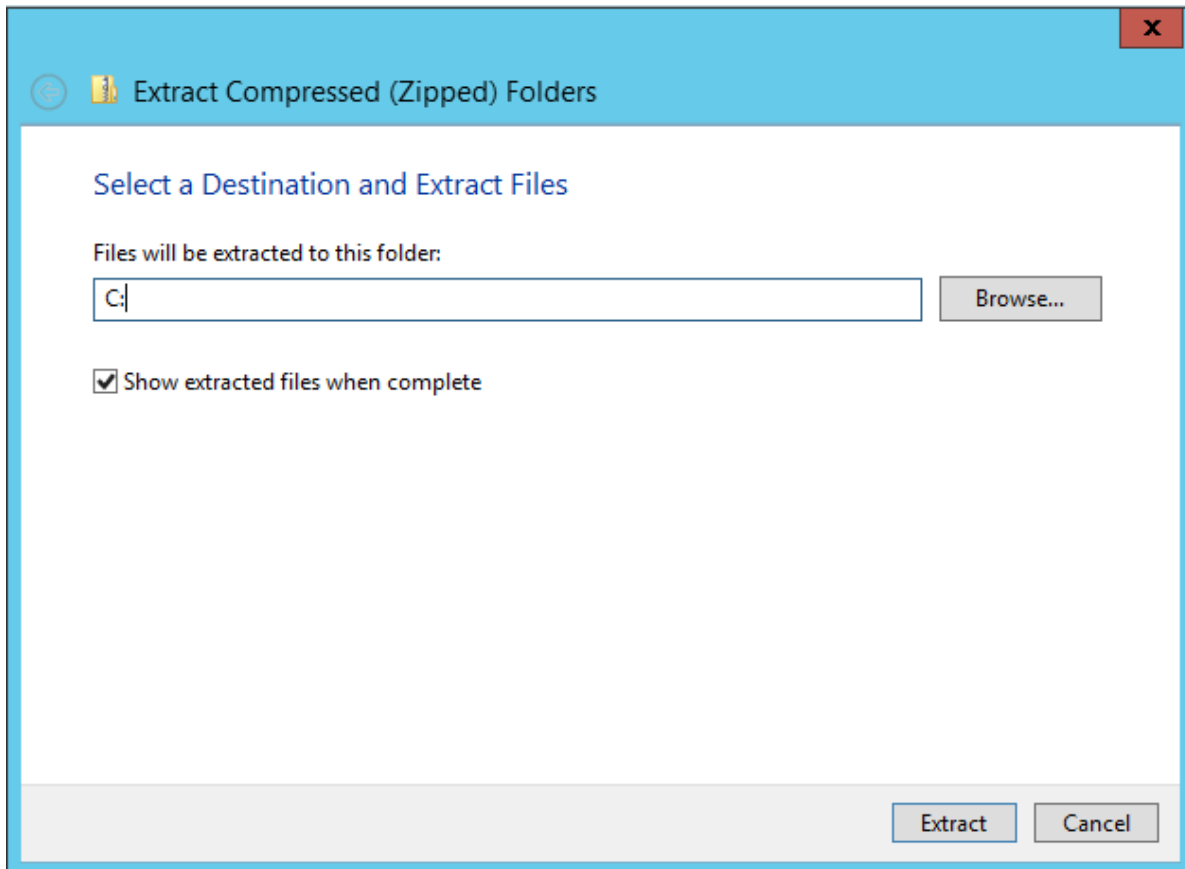 x
Extract Compressed (Zipped) Folders
Select a Destination and Extract Files
Files will be extracted to this folder:
C:
Browse...
Show extracted files when complete
Extract
Cancel